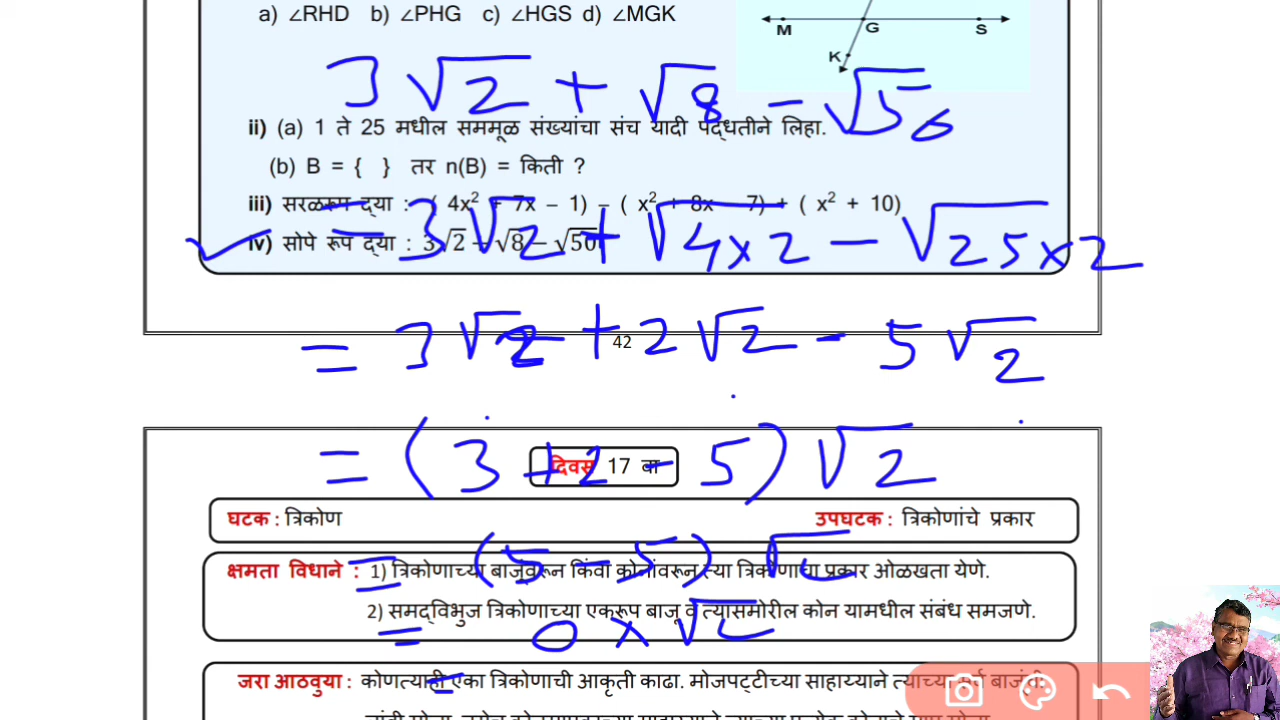 a) ∠RHD b) ∠PHG c) ∠HGS d) ∠MGK
M G S
K
3√2 + √8 - √50
ii) (a) 1 ते 25 मधील सममूळ संख्यांचा संच यादी पद्धतीने लिहा.
(b) B = { } तर n(B) = किती ?
iii) सरळरूप द्या : ( 4x² + 7x – 1) – ( x² + 8x – 7) + ( x² + 10)
= 3√2 + √4×2 - √25×2
iv) सोपे रूप द्या : 3√2 + √8 – √50
= 3√2 + 2√2 - 5√2
42
= (3+2-5)√2
दिवस 17 वा
घटक : त्रिकोण उपघटक : त्रिकोणांचे प्रकार
= (5-5)√2
क्षमता विधाने : 1) त्रिकोणाच्या बाजूंवरून किंवा कोनांवरून त्या त्रिकोणाचा प्रकार ओळखता येणे.
2) समद्विभुज त्रिकोणाच्या एकरूप बाजू व त्यासमोरील कोन यामधील संबंध समजणे.
= 0×√2
जरा आठवुया : कोणत्याही एका त्रिकोणाची आकृती काढा. मोजपट्टीच्या साहाय्याने त्याच्या सर्व बाजूंची
=